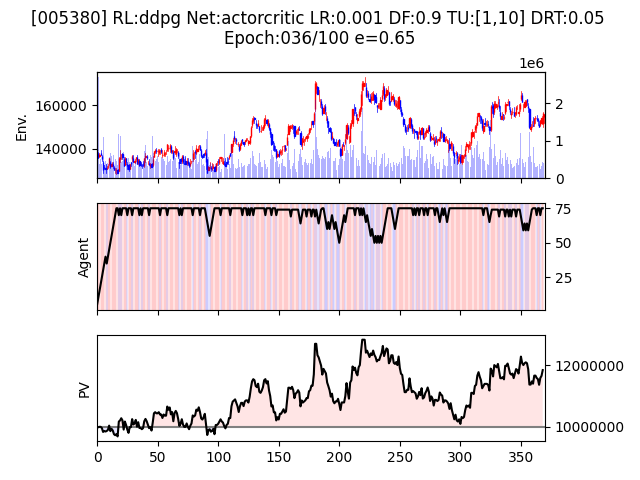 [005380] RL:ddpg Net:actorcritic LR:0.001 DF:0.9 TU:[1,10] DRT:0.05
Epoch:036/100 e=0.65
1e6
Env.
160000
140000
2
1
0
Agent
75
50
25
PV
12000000
10000000
0 50 100 150 200 250 300 350